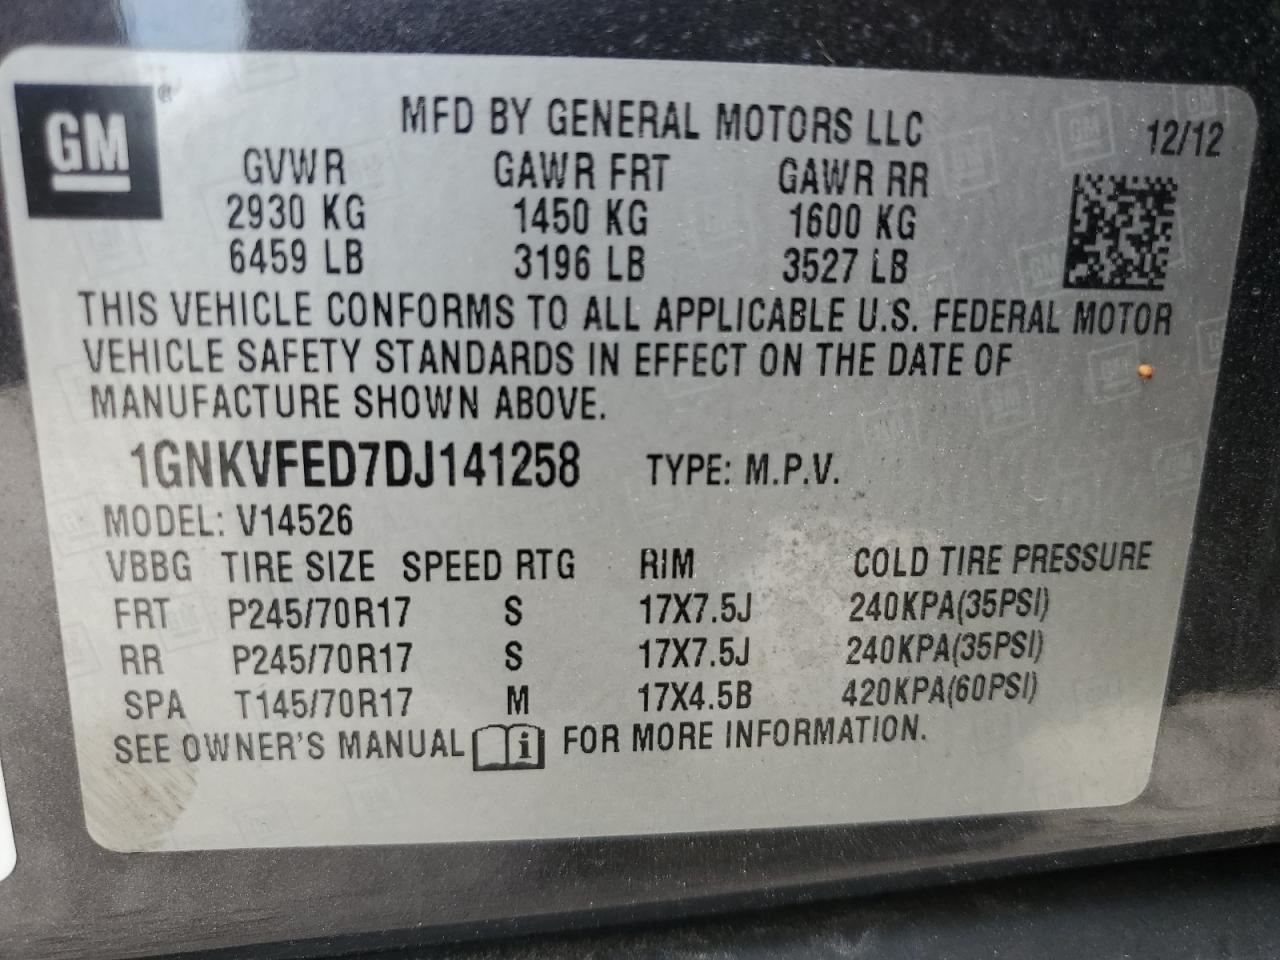 GM
MFD BY GENERAL MOTORS LLC 12/12
GVWR GAWR FRT GAWR RR
2930 KG 1450 KG 1600 KG
6459 LB 3196 LB 3527 LB
THIS VEHICLE CONFORMS TO ALL APPLICABLE U.S. FEDERAL MOTOR
VEHICLE SAFETY STANDARDS IN EFFECT ON THE DATE OF
MANUFACTURE SHOWN ABOVE.
1GNKVFED7DJ141258 TYPE: M.P.V.
MODEL: V14526
VBBG TIRE SIZE SPEED RTG RIM COLD TIRE PRESSURE
FRT P245/70R17 S 17X7.5J 240KPA(35PSI)
RR P245/70R17 S 17X7.5J 240KPA(35PSI)
SPA T145/70R17 M 17X4.5B 420KPA(60PSI)
SEE OWNER'S MANUAL i FOR MORE INFORMATION.